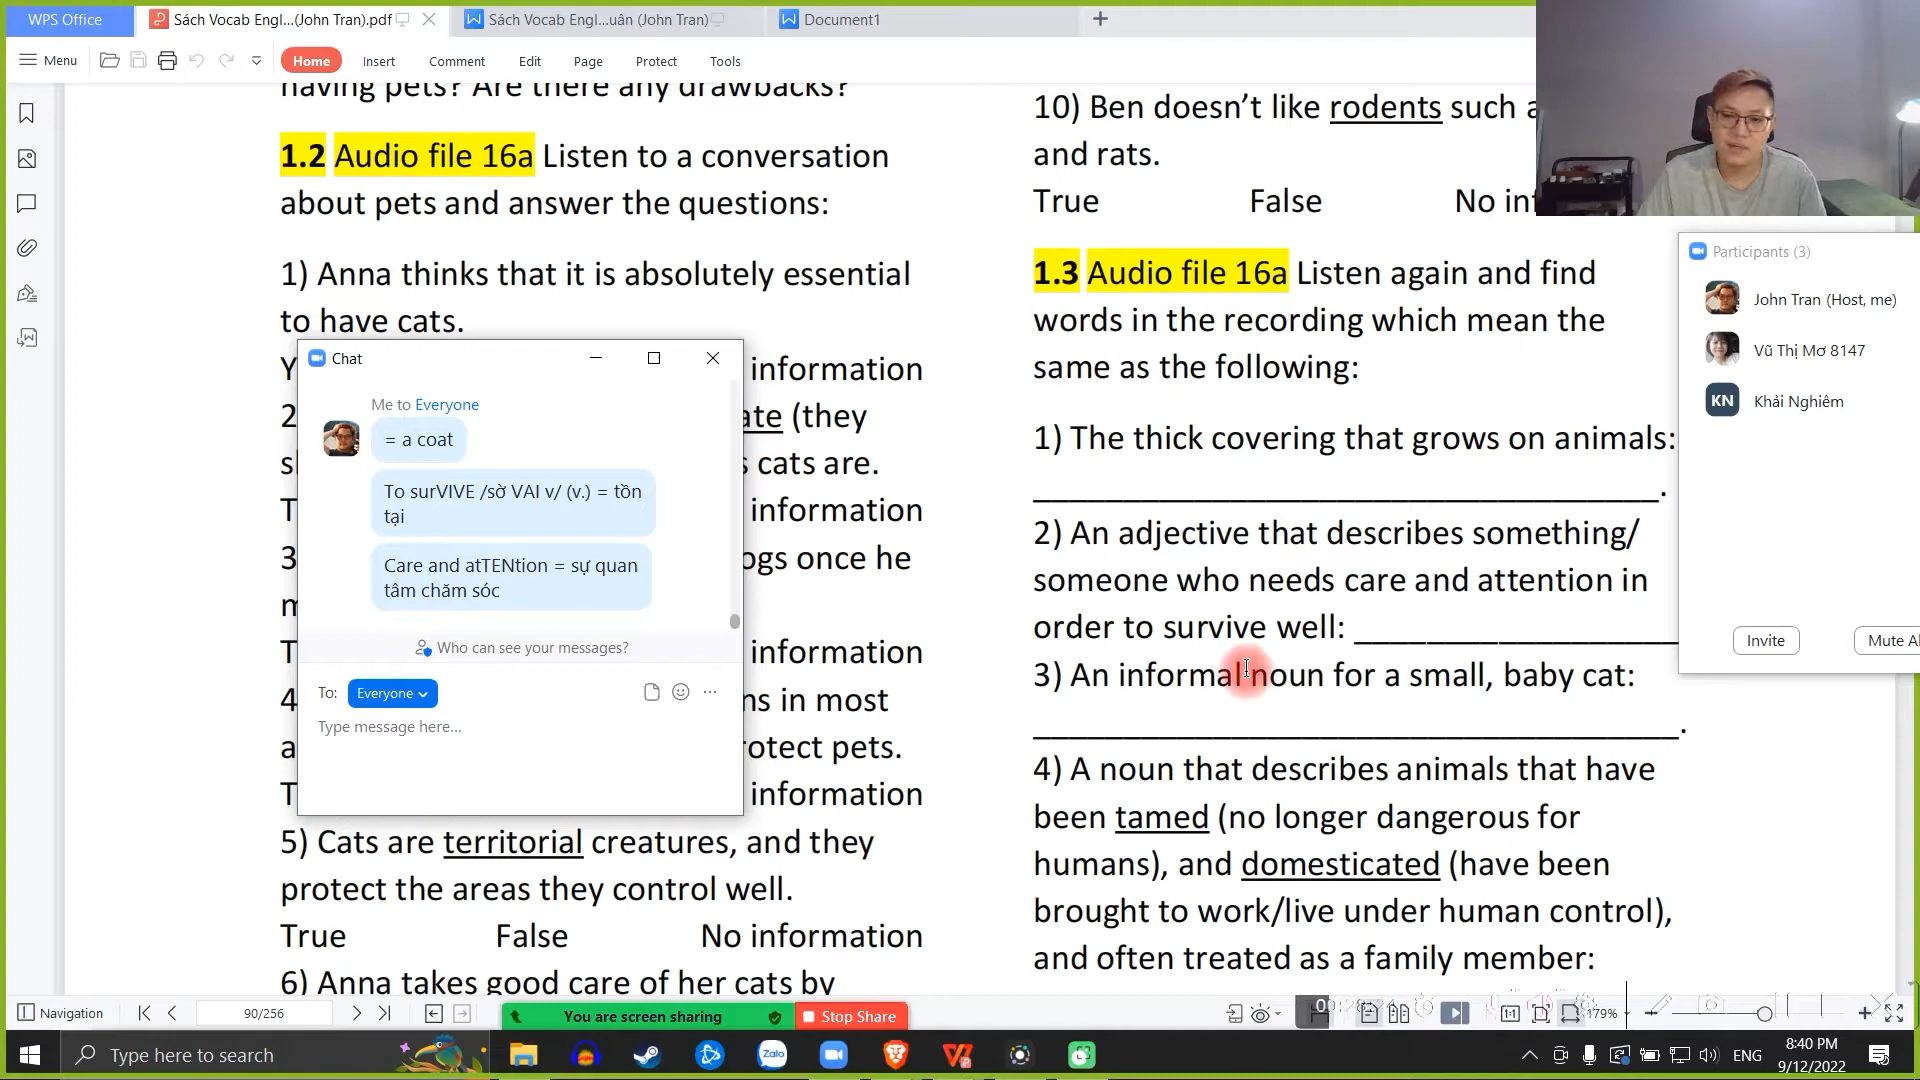 WPS Office
Sách Vocab Engl...(John Tran).pdf
Sách Vocab Engl...uân (John Tran)
Document1
Menu
Home
Insert
Comment
Edit
Page
Protect
Tools
having pets? Are there any drawbacks?
1.2 Audio file 16a Listen to a conversation
about pets and answer the questions:
1) Anna thinks that it is absolutely essential
to have cats.
information
(they
cats are.
information
once he
information
in most
pets.
information
5) Cats are territorial creatures, and they
protect the areas they control well.
True False No information
6) Anna takes good care of her cats by
Chat
Me to Everyone
= a coat
To surVIVE /sờ VAI v/ (v.) = tồn
tại
Care and atTENtion = sự quan
tâm chăm sóc
Who can see your messages?
To: Everyone
Type message here...
10) Ben doesn’t like rodents such
and rats.
True False No
1.3 Audio file 16a Listen again and find
words in the recording which mean the
same as the following:
1) The thick covering that grows on animals:
____________________________________.
2) An adjective that describes something/
someone who needs care and attention in
order to survive well: __________________
3) An informal noun for a small, baby cat:
____________________________________.
4) A noun that describes animals that have
been tamed (no longer dangerous for
humans), and domesticated (have been
brought to work/live under human control),
and often treated as a family member:
Participants (3)
John Tran (Host, me)
Vũ Thị Mơ 8147
KN Khải Nghiêm
Invite
Mute
Navigation
90/256
You are screen sharing
Stop Share
1:1
179%
Type here to search
Zalo
ENG
8:40 PM
9/12/2022